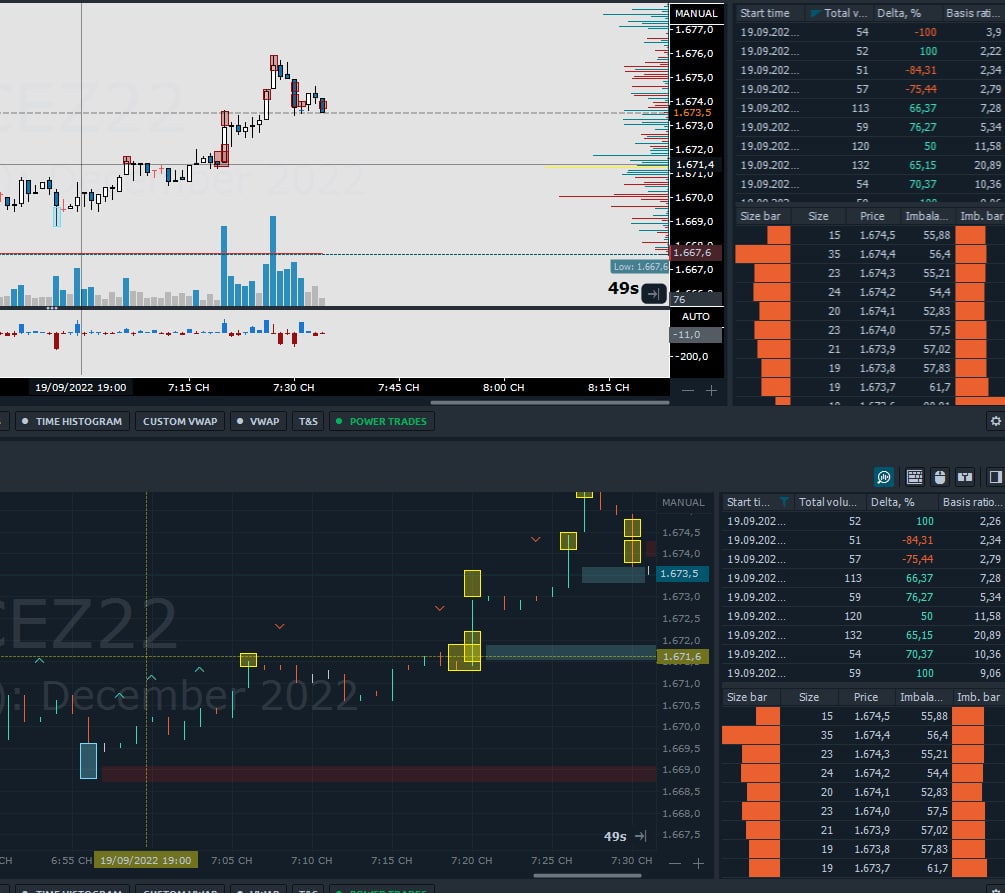 MANUAL
1.677,0
1.676,0
1.675,0
1.674,0
1.673,5
1.673,0
1.672,0
1.671,4
1.671,0
1.670,0
1.669,0
1.667,6
1.667,0
CEZ22
December 2022
Low: 1.667,6
49s
76
AUTO
-11,0
-200,0
19/09/2022 19:00 7:15 CH 7:30 CH 7:45 CH 8:00 CH 8:15 CH
Start time Total v... Delta, % Basis rati...
19.09.202... 54 -100 3,9
19.09.202... 52 100 2,22
19.09.202... 51 -84,31 2,34
19.09.202... 57 -75,44 2,79
19.09.202... 113 66,37 7,28
19.09.202... 59 76,27 5,34
19.09.202... 120 50 11,58
19.09.202... 132 65,15 20,89
19.09.202... 54 70,37 10,36
Size bar Size Price Imbala... Imb. bar
15 1.674,5 55,88
35 1.674,4 56,4
23 1.674,3 55,21
24 1.674,2 54,4
20 1.674,1 52,83
23 1.674,0 57,5
21 1.673,9 57,02
19 1.673,8 57,83
19 1.673,7 61,7
TIME HISTOGRAM CUSTOM VWAP VWAP T&S POWER TRADES
MANUAL
1.674,5
1.674,0
1.673,5
1.673,0
1.672,5
1.672,0
1.671,6
1.671,0
1.670,5
1.670,0
1.669,5
1.669,0
1.668,5
1.668,0
1.667,5
CEZ22
): December 2022
49s
CH 6:55 CH 19/09/2022 19:00 7:05 CH 7:10 CH 7:15 CH 7:20 CH 7:25 CH 7:30 CH
Start ti... Total volu... Delta, % Basis ratio...
19.09.202... 52 100 2,26
19.09.202... 51 -84,31 2,34
19.09.202... 57 -75,44 2,79
19.09.202... 113 66,37 7,28
19.09.202... 59 76,27 5,34
19.09.202... 120 50 11,58
19.09.202... 132 65,15 20,89
19.09.202... 54 70,37 10,36
19.09.202... 59 100 9,06
Size bar Size Price Imbala... Imb. bar
15 1.674,5 55,88
35 1.674,4 56,4
23 1.674,3 55,21
24 1.674,2 54,4
20 1.674,1 52,83
23 1.674,0 57,5
21 1.673,9 57,02
19 1.673,8 57,83
19 1.673,7 61,7
TIME HISTOGRAM CUSTOM VWAP VWAP T&S POWER TRADES